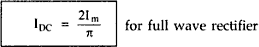 I_DC = 2I_m / π for full wave rectifier